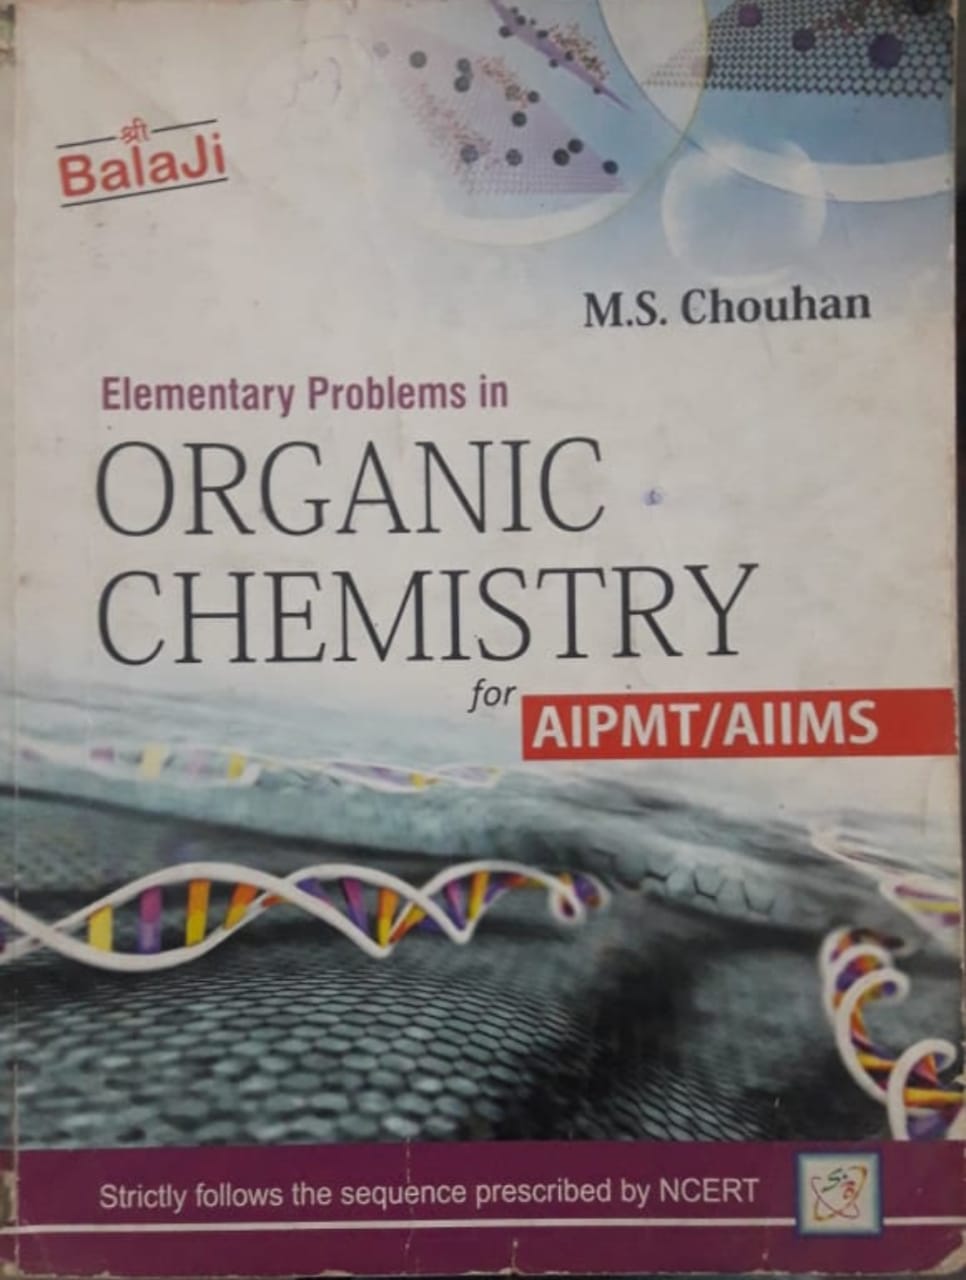 श्री
BalaJi
M.S. Chouhan
Elementary Problems in
ORGANIC
CHEMISTRY
for
AIPMT/AIIMS
Strictly follows the sequence prescribed by NCERT